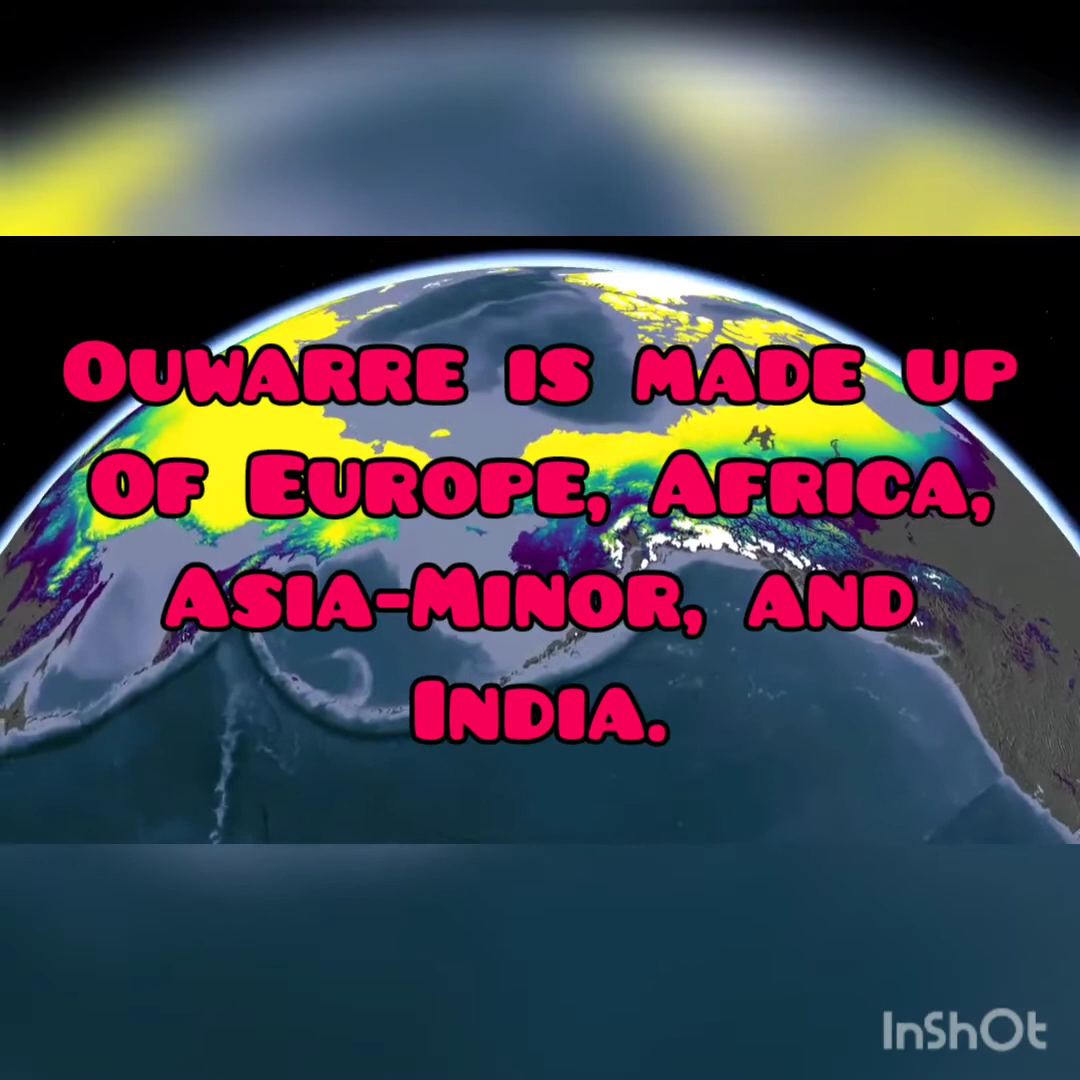 Ouwarre is made up
Of Europe, Africa,
Asia-Minor, and
India.
InShOt